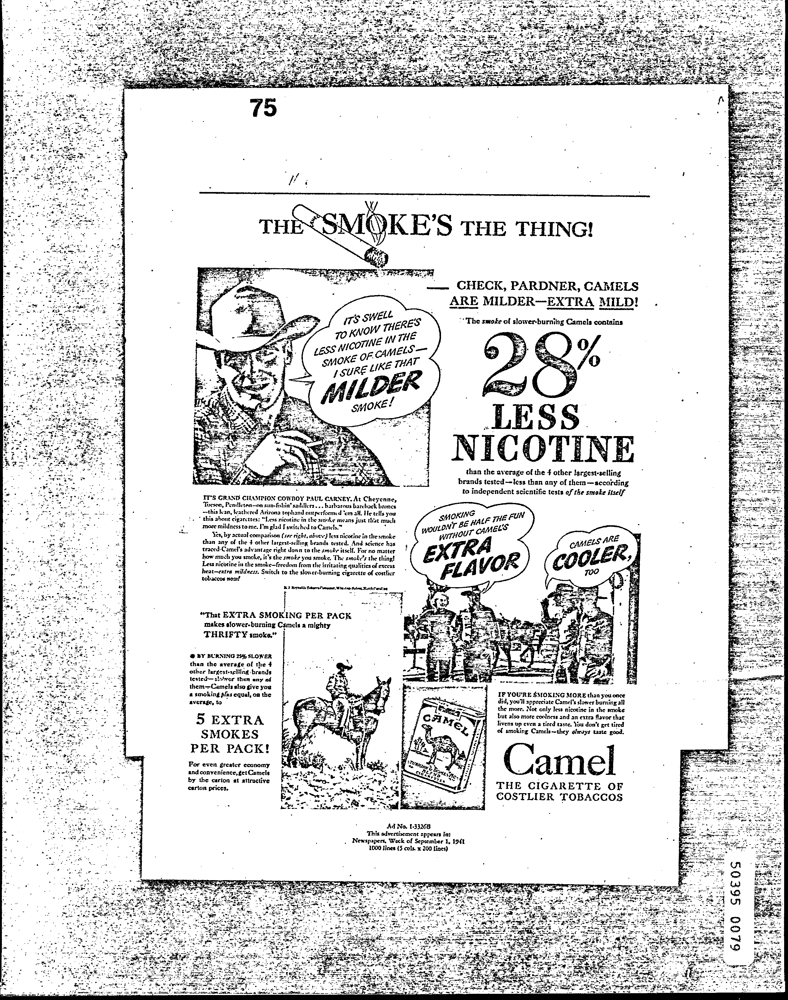 75
THE SMOKE'S THE THING!
CHECK, PARDNER, CAMELS
ARE MILDER—EXTRA MILD!
The smoke of slower-burning Camels contains
28%
LESS
NICOTINE
than the average of the 4 other largest-selling
brands tested—less than any of them—according
to independent scientific tests of the smoke itself
IT'S SWELL
TO KNOW THERE'S
LESS NICOTINE IN THE
SMOKE OF CAMELS—
I SURE LIKE THAT
MILDER
SMOKE!
IT'S GRAND CHAMPION COWBOY PAUL CARNEY. At Cheyenne,
Tucson, Pendleton—on sun-fishin' saddlers... barbarous bareback broncs
—this lean, leathered Arizona tophand outperforms 'em all. He tells you
this about cigarettes: "Less nicotine in the smoke means just that much
more mildness to me. I'm glad I switched to Camels."
Yes, by actual comparison (see right, above) less nicotine in the smoke
than any of the 4 other largest-selling brands tested. And science has
traced Camel's advantage right down to the smoke itself. For no matter
how much you smoke, it's the smoke you smoke. The smoke's the thing!
Less nicotine in the smoke—freedom from the irritating qualities of excess
heat—extra mildness. Switch to the slower-burning cigarette of costlier
tobaccos now!
R. J. Reynolds Tobacco Company, Winston-Salem, North Carolina
SMOKING
WOULDN'T BE HALF THE FUN
WITHOUT CAMEL'S
EXTRA
FLAVOR
CAMELS ARE
COOLER,
TOO
"That EXTRA SMOKING PER PACK
makes slower-burning Camels a mighty
THRIFTY smoke."
● BY BURNING 25% SLOWER
than the average of the 4
other largest-selling brands
tested—slower than any of
them—Camels also give you
a smoking plus equal, on the
average, to
5 EXTRA
SMOKES
PER PACK!
For even greater economy
and convenience, get Camels
by the carton at attractive
carton prices.
CAMEL
IF YOU'RE SMOKING MORE than you once
did, you'll appreciate Camel's slower burning all
the more. Not only less nicotine in the smoke
but also more coolness and an extra flavor that
livens up even a tired taste. You don't get tired
of smoking Camels—they always taste good.
Camel
THE CIGARETTE OF
COSTLIER TOBACCOS
Ad No. 1-3326B
This advertisement appears in:
Newspapers, Week of September 1, 1941
1000 lines (5 cols. x 200 lines)
50395 0079